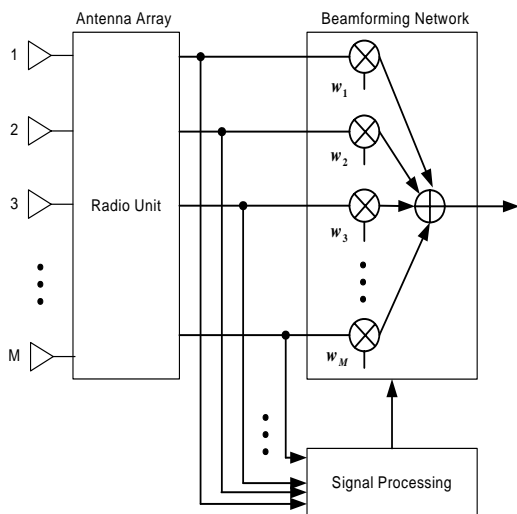 Antenna Array
Beamforming Network
1
2
3
M
Radio Unit
w1
w2
w3
wM
Signal Processing